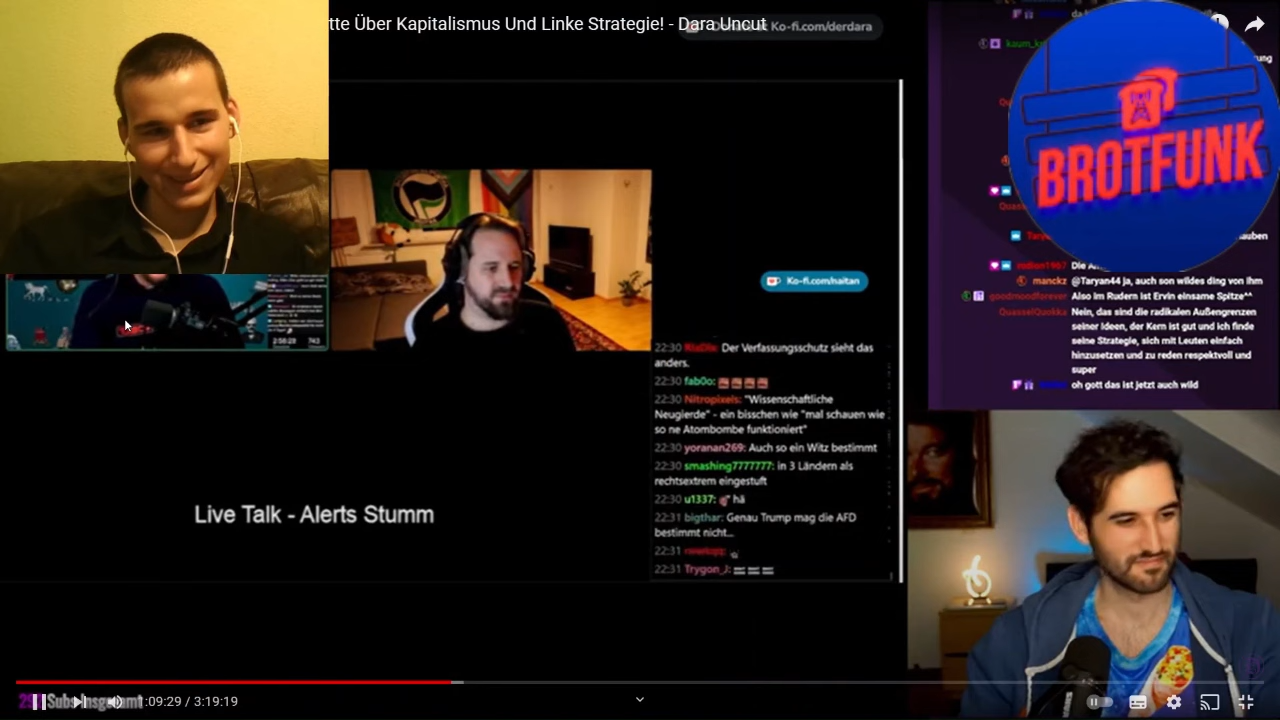 tte Über Kapitalismus Und Linke Strategie! - Dara Uncut
Ko-fi.com/derdara
BROTFUNK
Ko-fi.com/haitan
22:30 Der Verfassungsschutz sieht das
anders.
22:30 fab0o:
22:30 Nitropixels: "Wissenschaftliche
Neugierde" - ein bisschen wie "mal schauen wie
so ne Atombombe funktioniert"
22:30 yoranan269: Auch so ein Witz bestimmt
22:30 smashing7777777: in 3 Ländern als
rechtsextrem eingestuft
22:30 u1337: hä
22:31 bigthar: Genau Trump mag die AFD
bestimmt nicht...
22:31
22:31 Trygon_J:
Die
manckz @Taryan44 ja, auch son wildes ding von ihm
goodmoodforever Also im Rudern ist Ervin einsame Spitze^^
QuasselQuokka Nein, das sind die radikalen Außengrenzen
seiner Ideen, der Kern ist gut und ich finde
seine Strategie, sich mit Leuten einfach
hinzusetzen und zu reden respektvoll und
super
oh gott das ist jetzt auch wild
Live Talk - Alerts Stumm
Subs Insgesamt
1:09:29 / 3:19:19